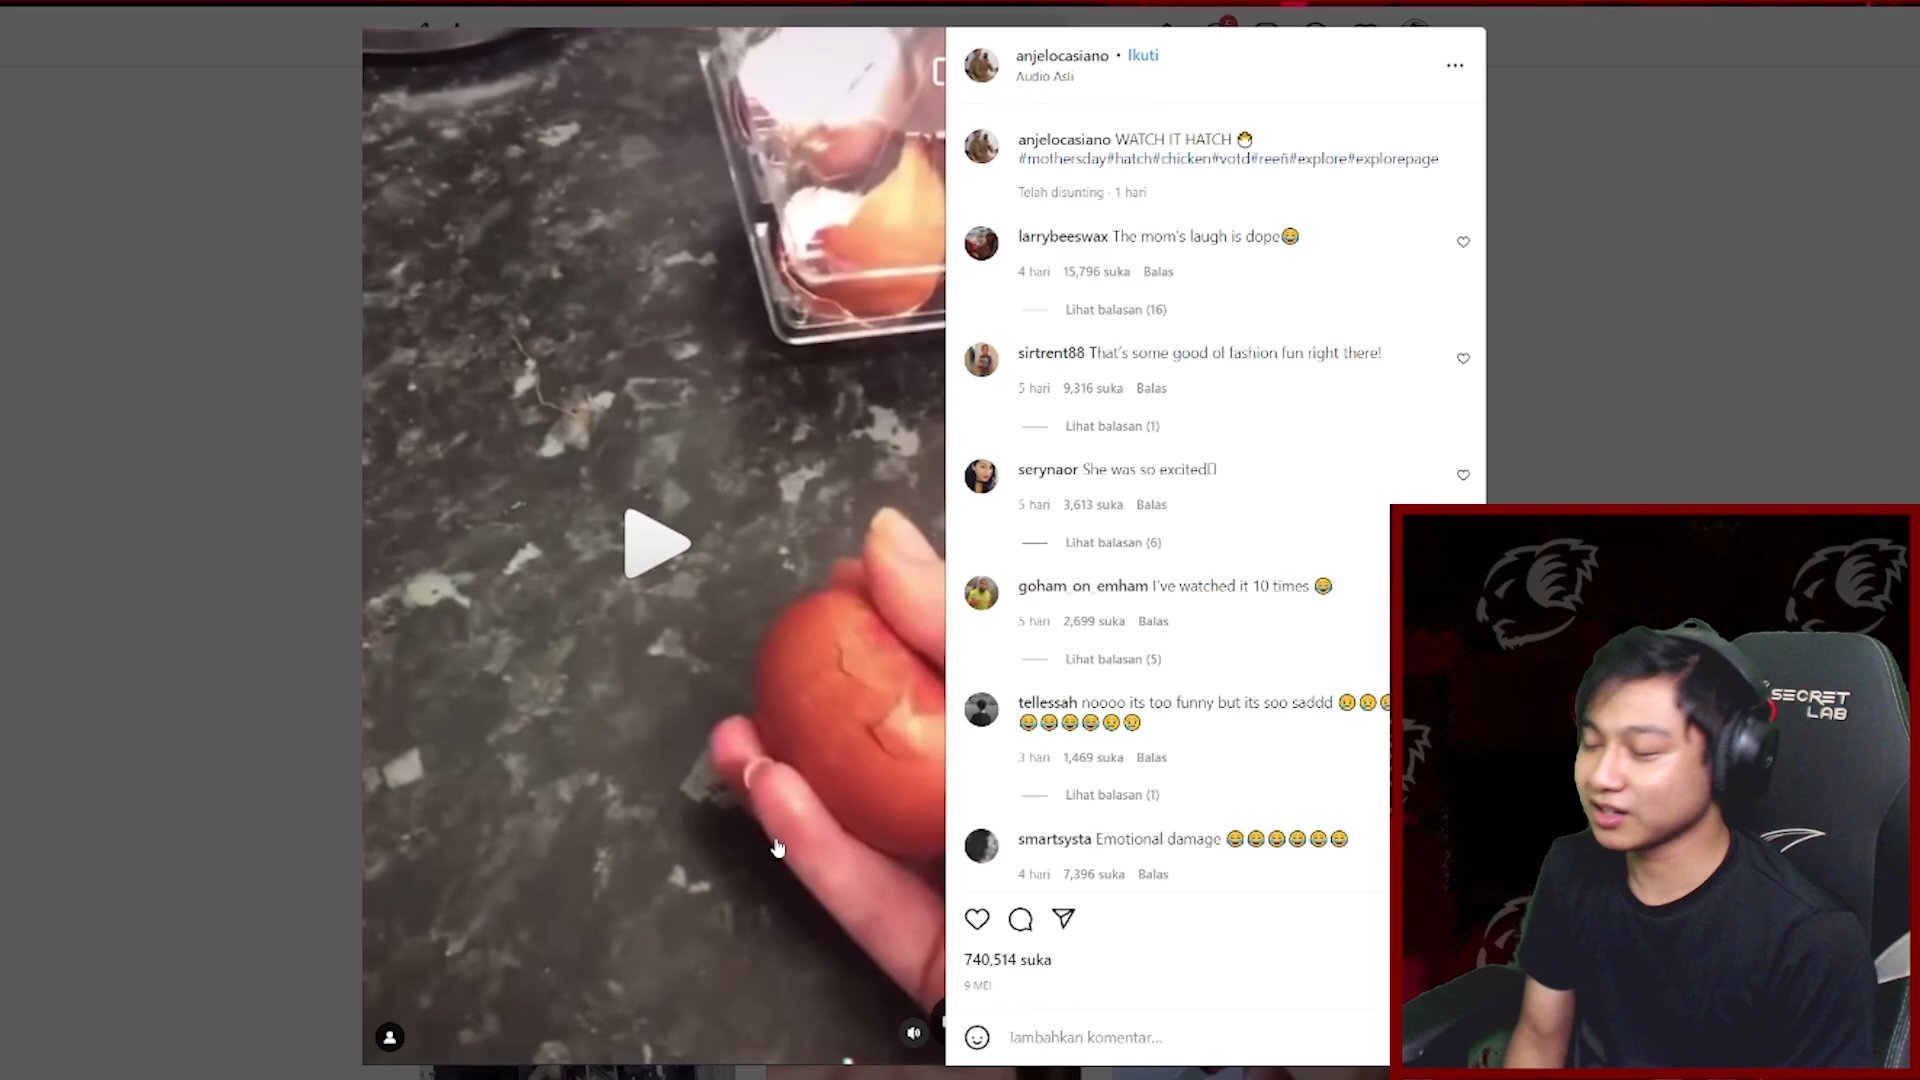 anjelocasiano • Ikuti
Audio Asli
anjelocasiano WATCH IT HATCH 🐣
#mothersday#hatch#chicken#votd#reeñ#explore#explorepage
Telah disunting · 1 hari
larrybeeswax The mom's laugh is dope😂
4 hari 15,796 suka Balas
Lihat balasan (16)
sirtrent88 That's some good ol fashion fun right there!
5 hari 9,316 suka Balas
Lihat balasan (1)
serynaor She was so excited
5 hari 3,613 suka Balas
Lihat balasan (6)
goham_on_emham I've watched it 10 times 😂
5 hari 2,699 suka Balas
Lihat balasan (5)
tellessah noooo its too funny but its soo saddd 😥😥😥
😂😂😂😂😥😥
3 hari 1,469 suka Balas
Lihat balasan (1)
smartsysta Emotional damage 😂😂😂😂😂😂
4 hari 7,396 suka Balas
740,514 suka
9 MEI
Tambahkan komentar...
SECRET
LAB